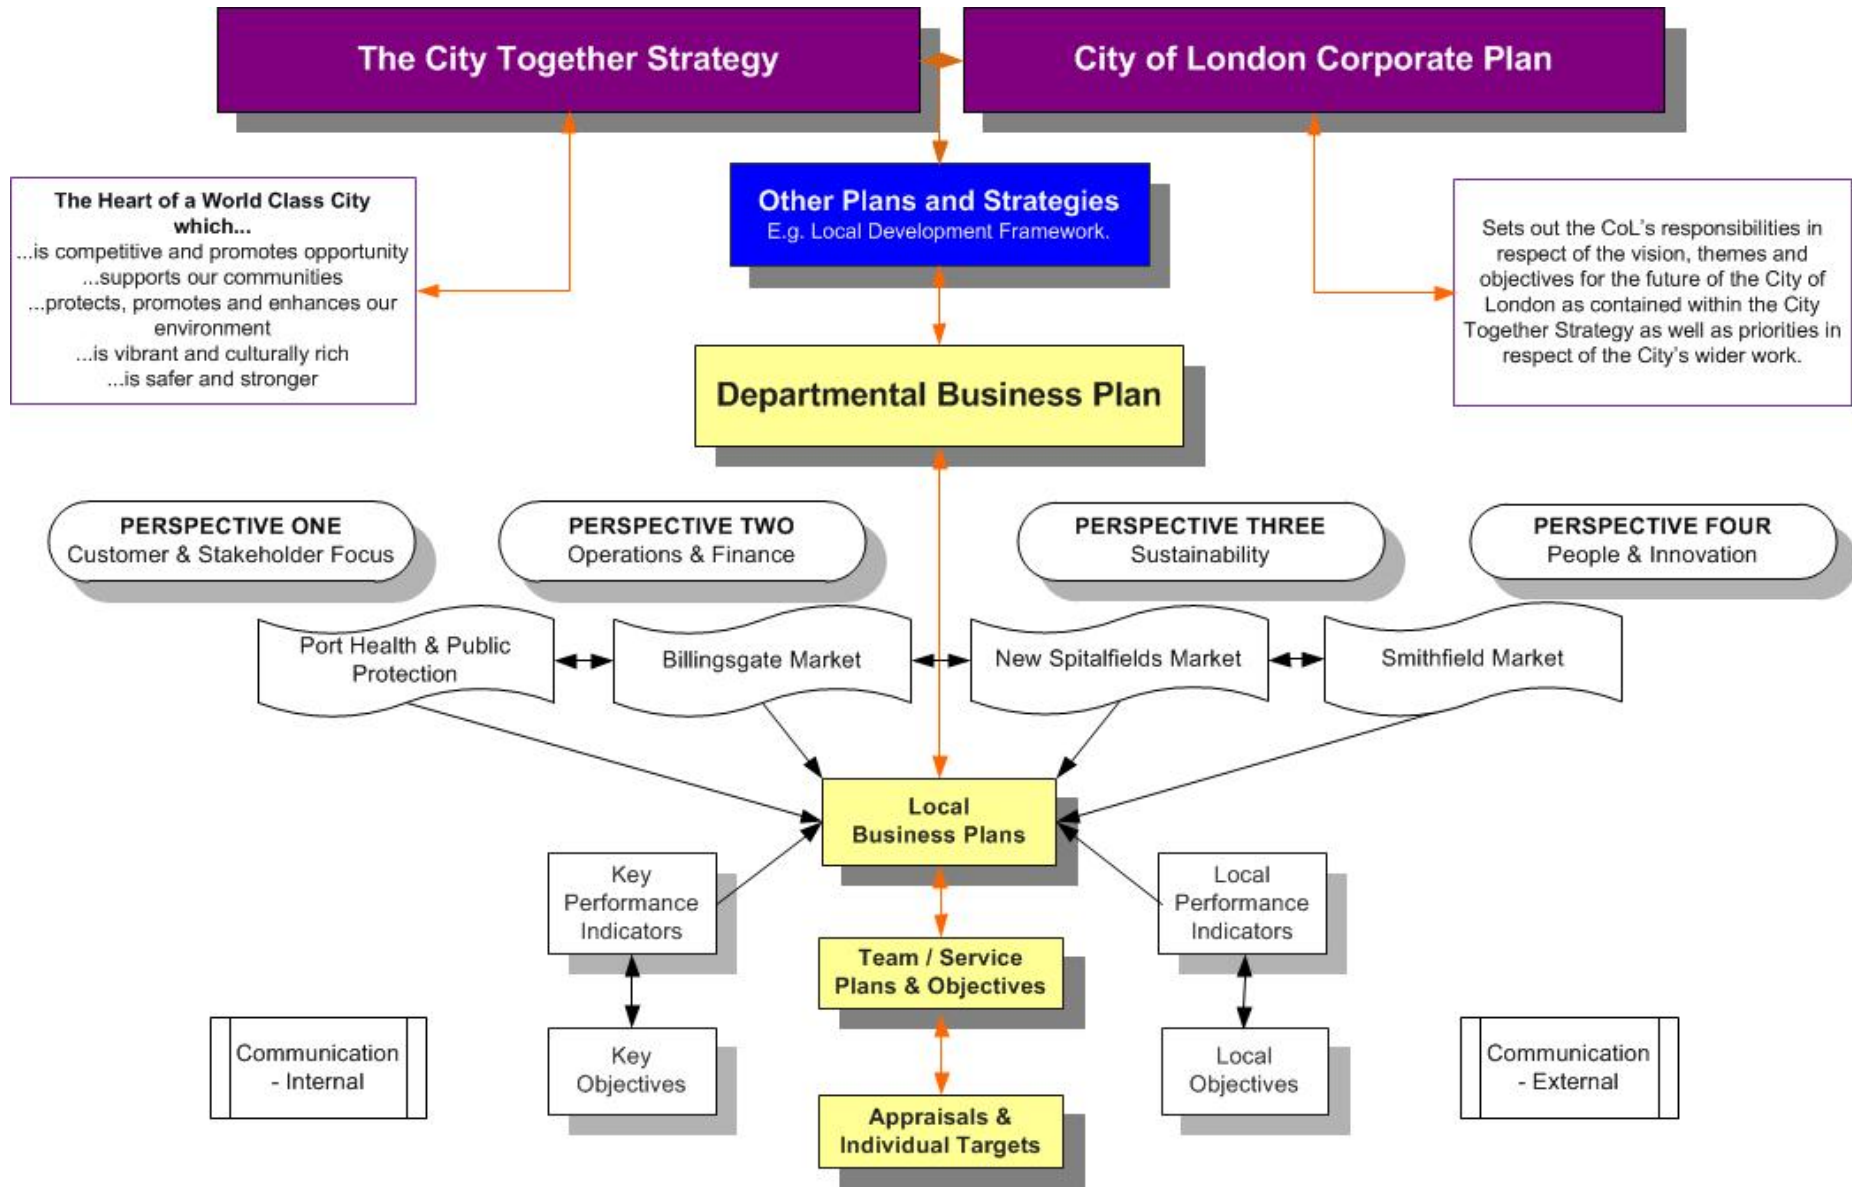 The City Together Strategy
City of London Corporate Plan
The Heart of a World Class City
which...
...is competitive and promotes opportunity
...supports our communities
...protects, promotes and enhances our
environment
...is vibrant and culturally rich
...is safer and stronger
Other Plans and Strategies
E.g. Local Development Framework.
Sets out the CoL's responsibilities in
respect of the vision, themes and
objectives for the future of the City of
London as contained within the City
Together Strategy as well as priorities in
respect of the City's wider work.
Departmental Business Plan
PERSPECTIVE ONE
Customer & Stakeholder Focus
PERSPECTIVE TWO
Operations & Finance
PERSPECTIVE THREE
Sustainability
PERSPECTIVE FOUR
People & Innovation
Port Health & Public
Protection
Billingsgate Market
New Spitalfields Market
Smithfield Market
Local
Business Plans
Key
Performance
Indicators
Local
Performance
Indicators
Team / Service
Plans & Objectives
Communication
- Internal
Key
Objectives
Local
Objectives
Communication
- External
Appraisals &
Individual Targets